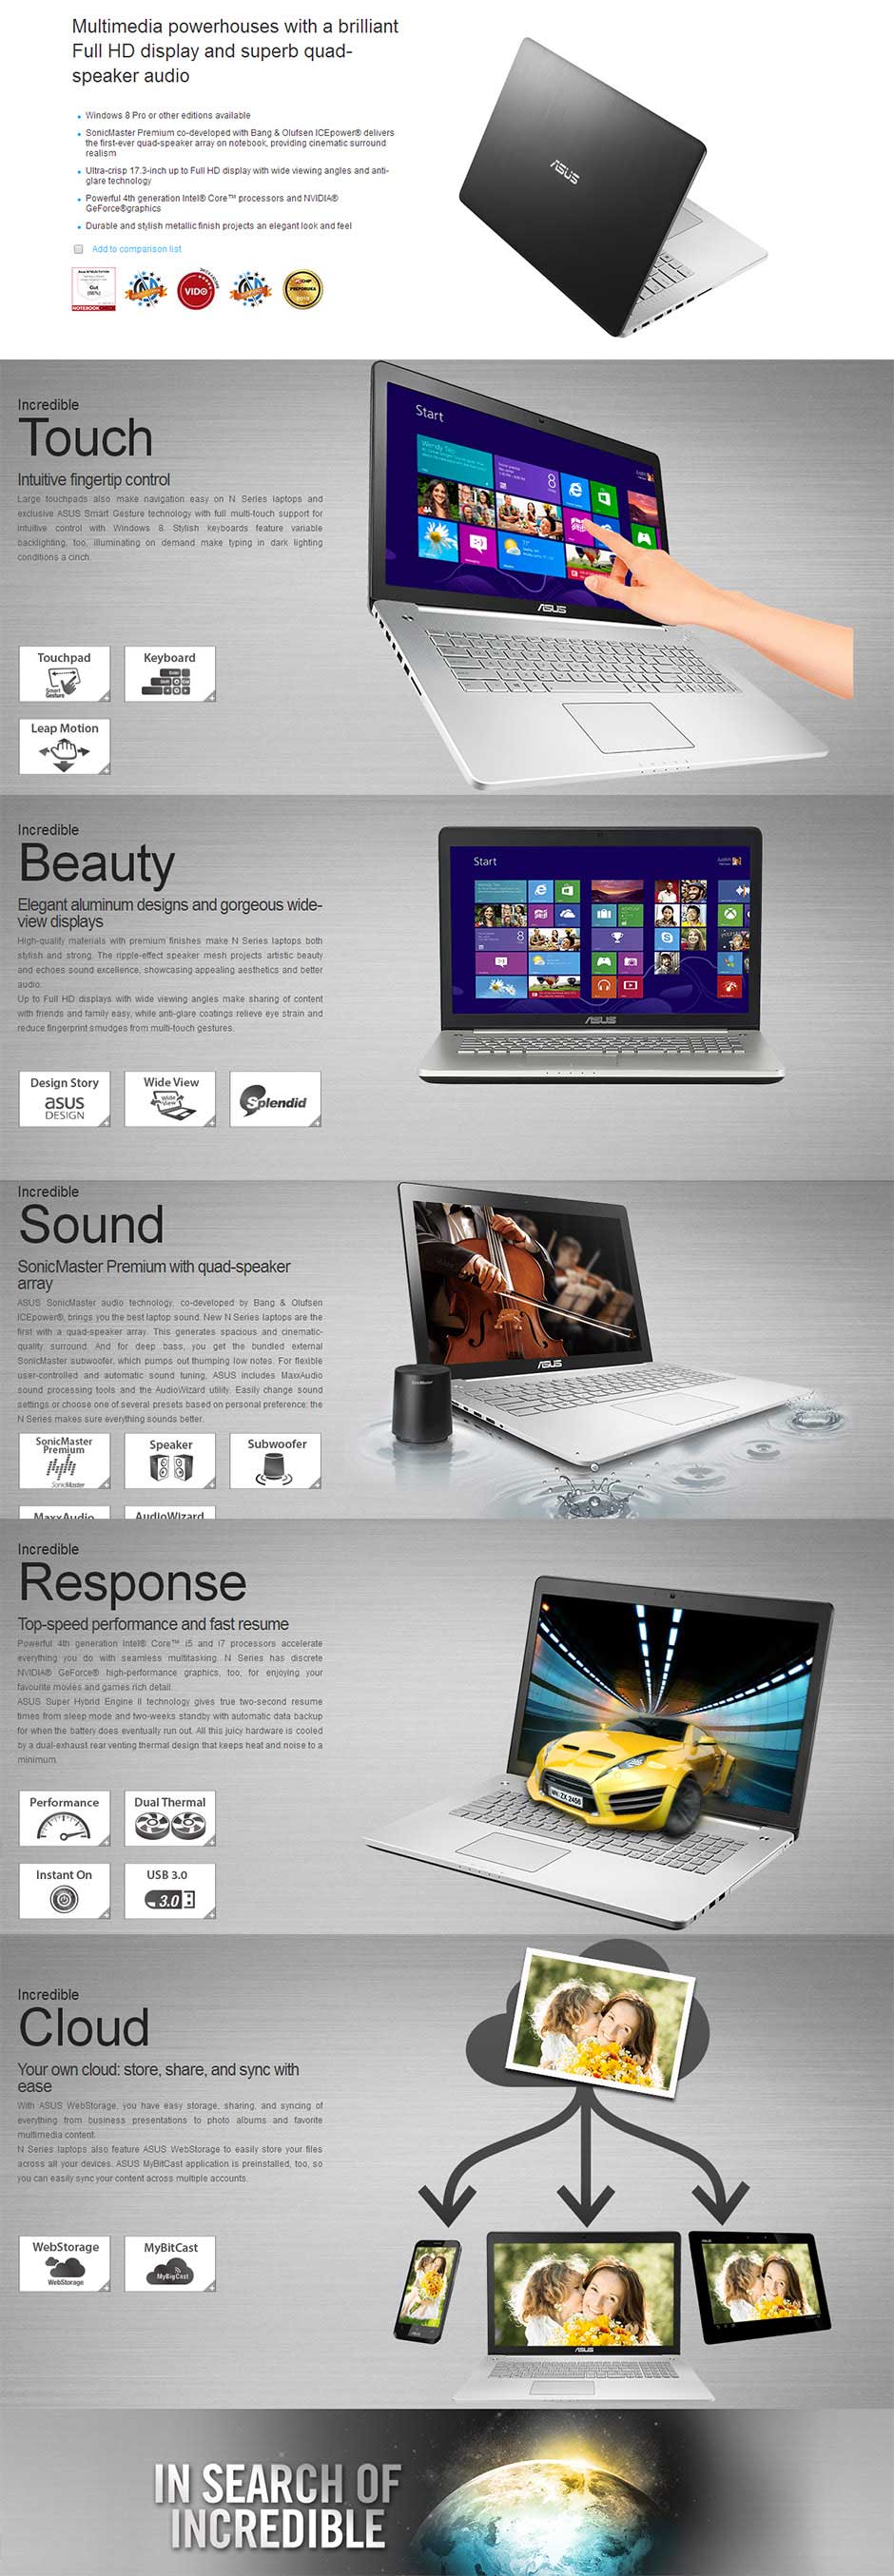 Multimedia powerhouses with a brilliant
Full HD display and superb quad-
speaker audio
Windows 8 Pro or other editions available
SonicMaster Premium co-developed with Bang & Olufsen ICEpower® delivers
the first-ever quad-speaker array on notebook, providing cinematic surround
realism
Ultra-crisp 17.3-inch up to Full HD display with wide viewing angles and anti-
glare technology
Powerful 4th generation Intel® Core™ processors and NVIDIA®
GeForce®graphics
Durable and stylish metallic finish projects an elegant look and feel
Add to comparison list
Gut
(86%)
NOTEBOOK
VIDO
CHIP
PREPORUKA
ASUS
Incredible
Touch
Intuitive fingertip control
Large touchpads also make navigation easy on N Series laptops and
exclusive ASUS Smart Gesture technology with full multi-touch support for
intuitive control with Windows 8. Stylish keyboards feature variable
backlighting, too, illuminating on demand make typing in dark lighting
conditions a cinch.
Touchpad
Smart
Gesture
Keyboard
Leap Motion
Start
8
ASUS
Incredible
Beauty
Elegant aluminum designs and gorgeous wide-
view displays
High-quality materials with premium finishes make N Series laptops both
stylish and strong. The ripple-effect speaker mesh projects artistic beauty
and echoes sound excellence, showcasing appealing aesthetics and better
audio.
Up to Full HD displays with wide viewing angles make sharing of content
with friends and family easy, while anti-glare coatings relieve eye strain and
reduce fingerprint smudges from multi-touch gestures.
Design Story
asus
DESIGN
Wide View
Wide
View
Splendid
Start
8
ASUS
Incredible
Sound
SonicMaster Premium with quad-speaker
array
ASUS SonicMaster audio technology, co-developed by Bang & Olufsen
ICEpower®, brings you the best laptop sound. New N Series laptops are the
first with a quad-speaker array. This generates spacious and cinematic-
quality surround. And for deep bass, you get the bundled external
SonicMaster subwoofer, which pumps out thumping low notes. For flexible
user-controlled and automatic sound tuning, ASUS includes MaxxAudio
sound processing tools and the AudioWizard utility. Easily change sound
settings or choose one of several presets based on personal preference: the
N Series makes sure everything sounds better.
SonicMaster
Premium
SonicMaster
Speaker
Subwoofer
MaxxAudio
AudioWizard
ASUS
SonicMaster
Incredible
Response
Top-speed performance and fast resume
Powerful 4th generation Intel® Core™ i5 and i7 processors accelerate
everything you do with seamless multitasking. N Series has discrete
NVIDIA® GeForce® high-performance graphics, too, for enjoying your
favourite movies and games rich detail.
ASUS Super Hybrid Engine II technology gives true two-second resume
times from sleep mode and two-weeks standby with automatic data backup
for when the battery does eventually run out. All this juicy hardware is cooled
by a dual-exhaust rear venting thermal design that keeps heat and noise to a
minimum.
Performance
Dual Thermal
Instant On
USB 3.0
3.0
ZX 2456
Incredible
Cloud
Your own cloud: store, share, and sync with
ease
With ASUS WebStorage, you have easy storage, sharing, and syncing of
everything from business presentations to photo albums and favorite
multimedia content.
N Series laptops also feature ASUS WebStorage to easily store your files
across all your devices. ASUS MyBitCast application is preinstalled, too, so
you can easily sync your content across multiple accounts.
WebStorage
WebStorage
MyBitCast
MyBigCast
ASUS
IN SEARCH OF
INCREDIBLE